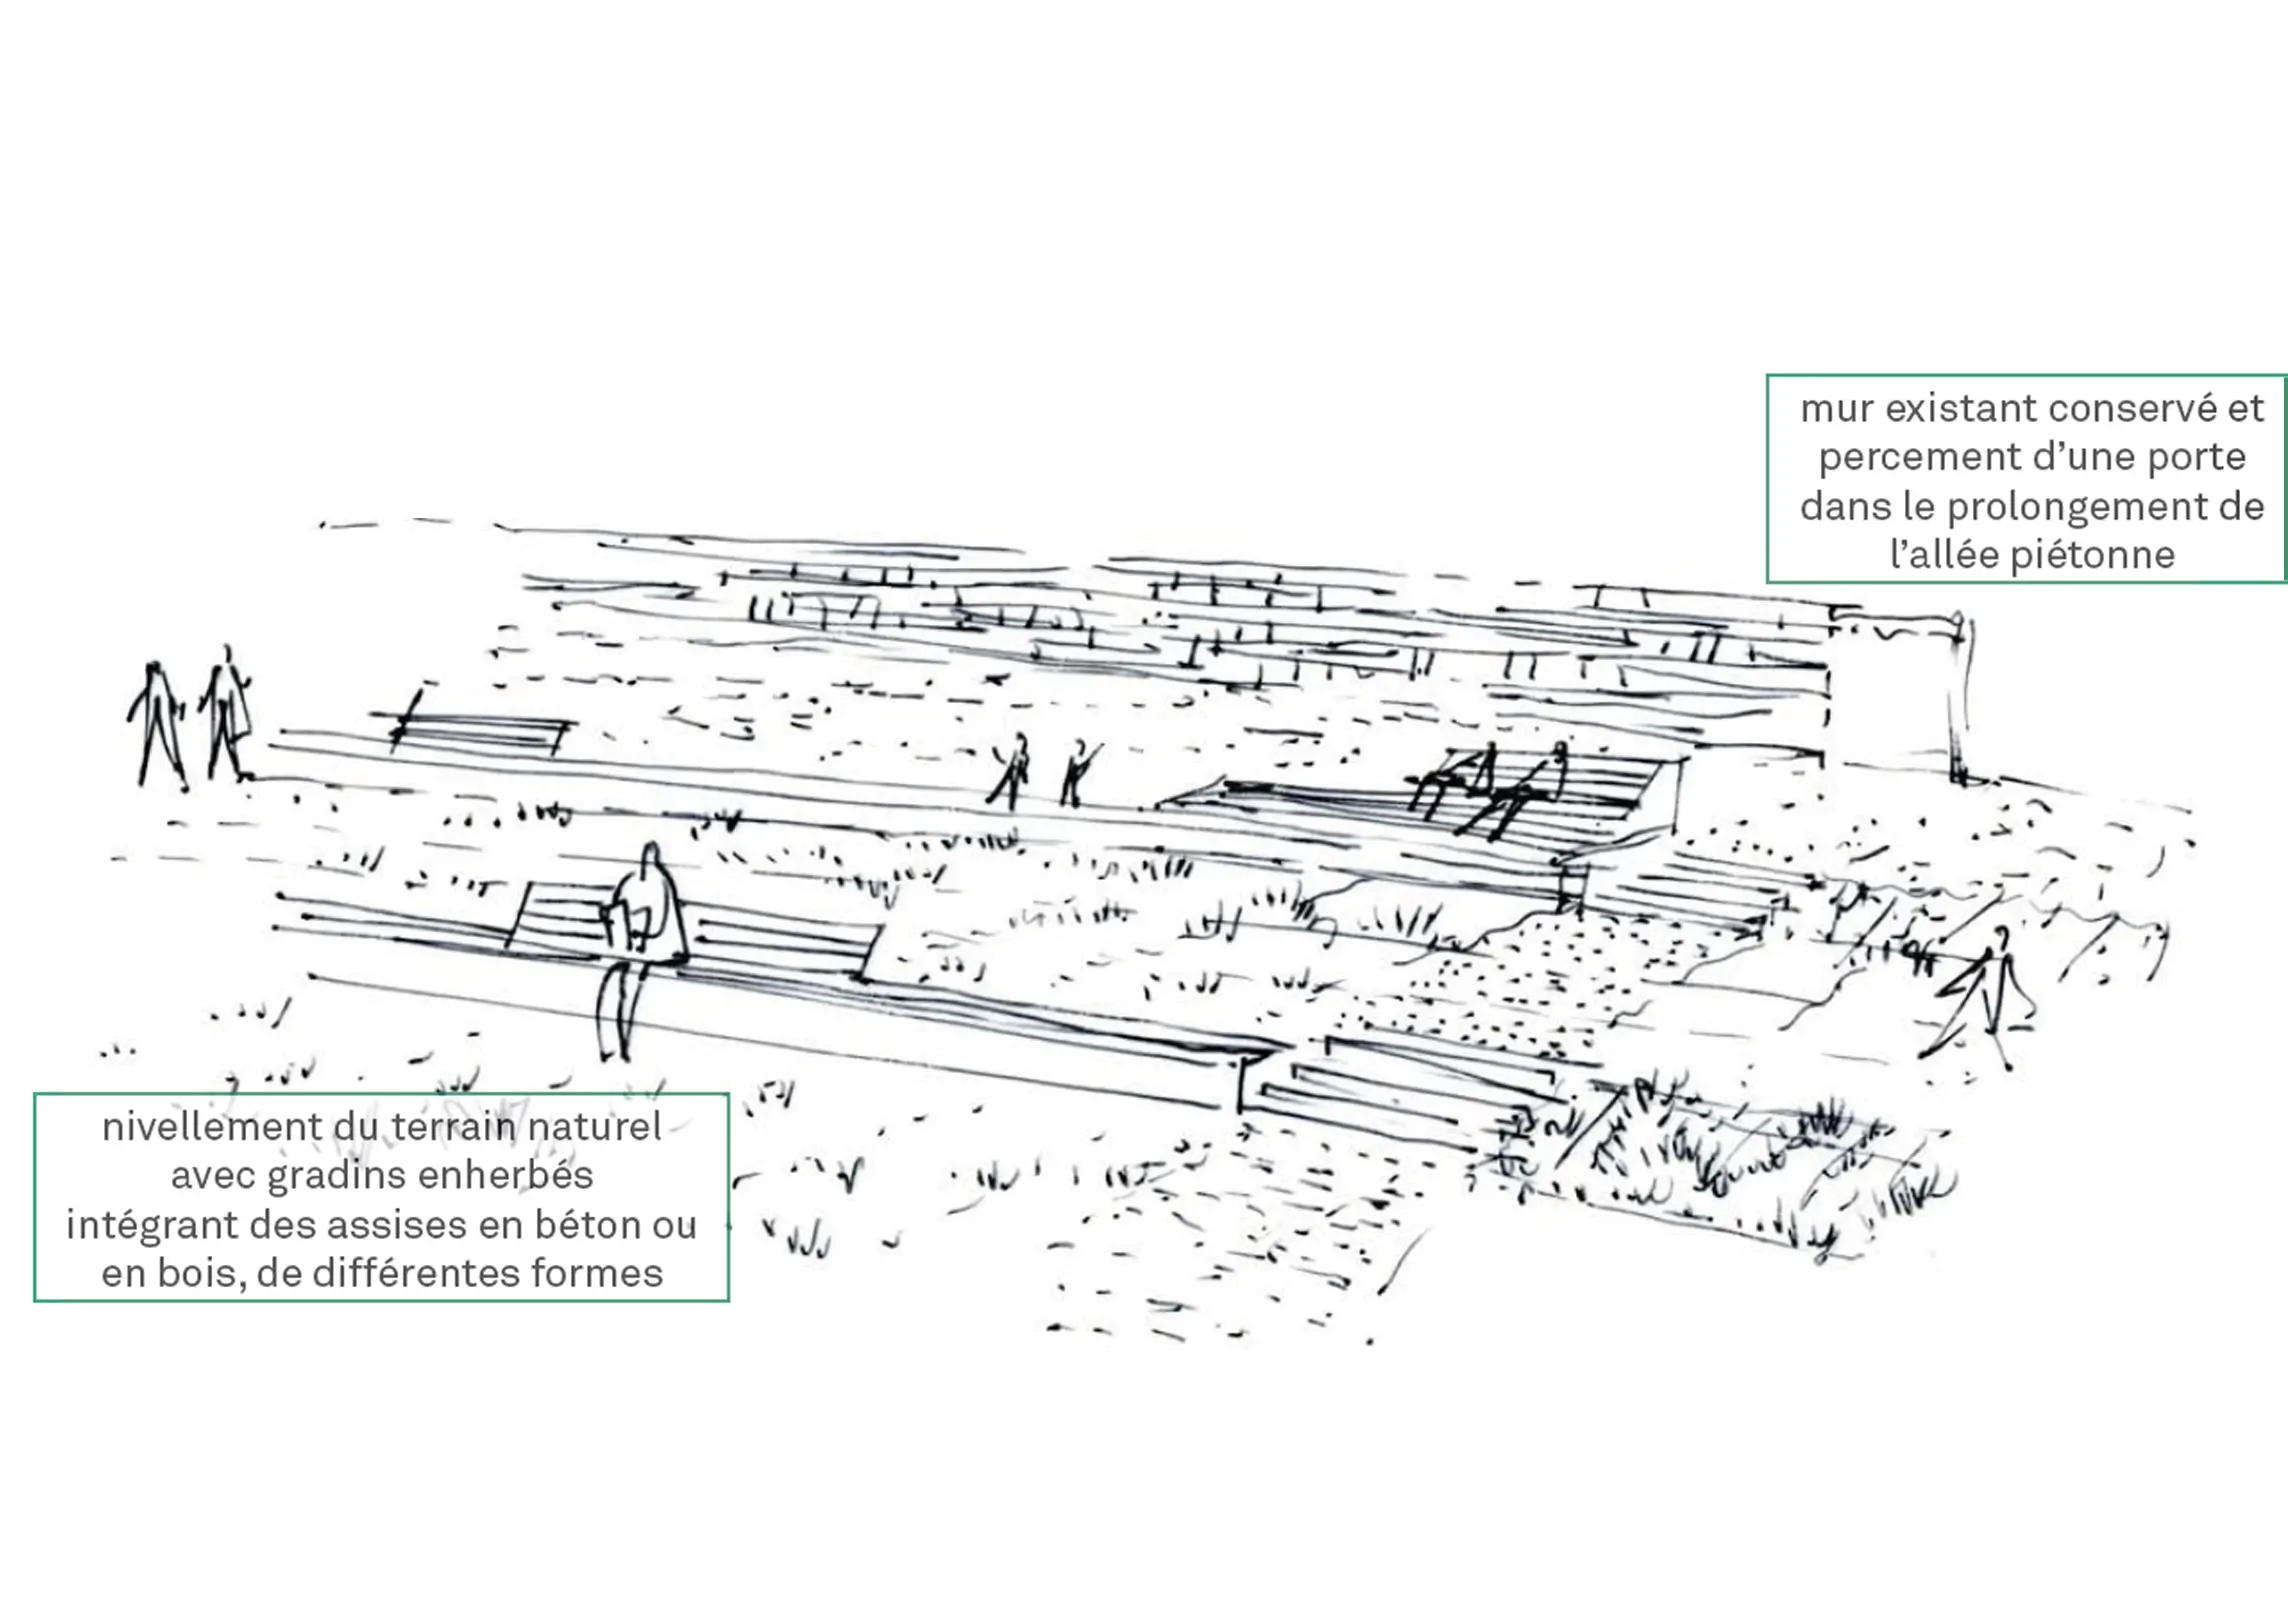 mur existant conservé et
percement d’une porte
dans le prolongement de
l’allée piétonne
nivellement du terrain naturel
avec gradins enherbés
intégrant des assises en béton ou
en bois, de différentes formes